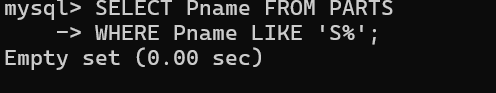 mysql> SELECT Pname FROM PARTS
    -> WHERE Pname LIKE 'S%';
Empty set (0.00 sec)